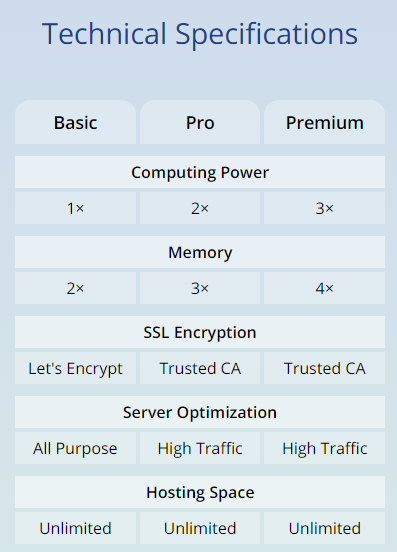 Technical Specifications
Basic Pro Premium
Computing Power
1× 2× 3×
Memory
2× 3× 4×
SSL Encryption
Let's Encrypt Trusted CA Trusted CA
Server Optimization
All Purpose High Traffic High Traffic
Hosting Space
Unlimited Unlimited Unlimited